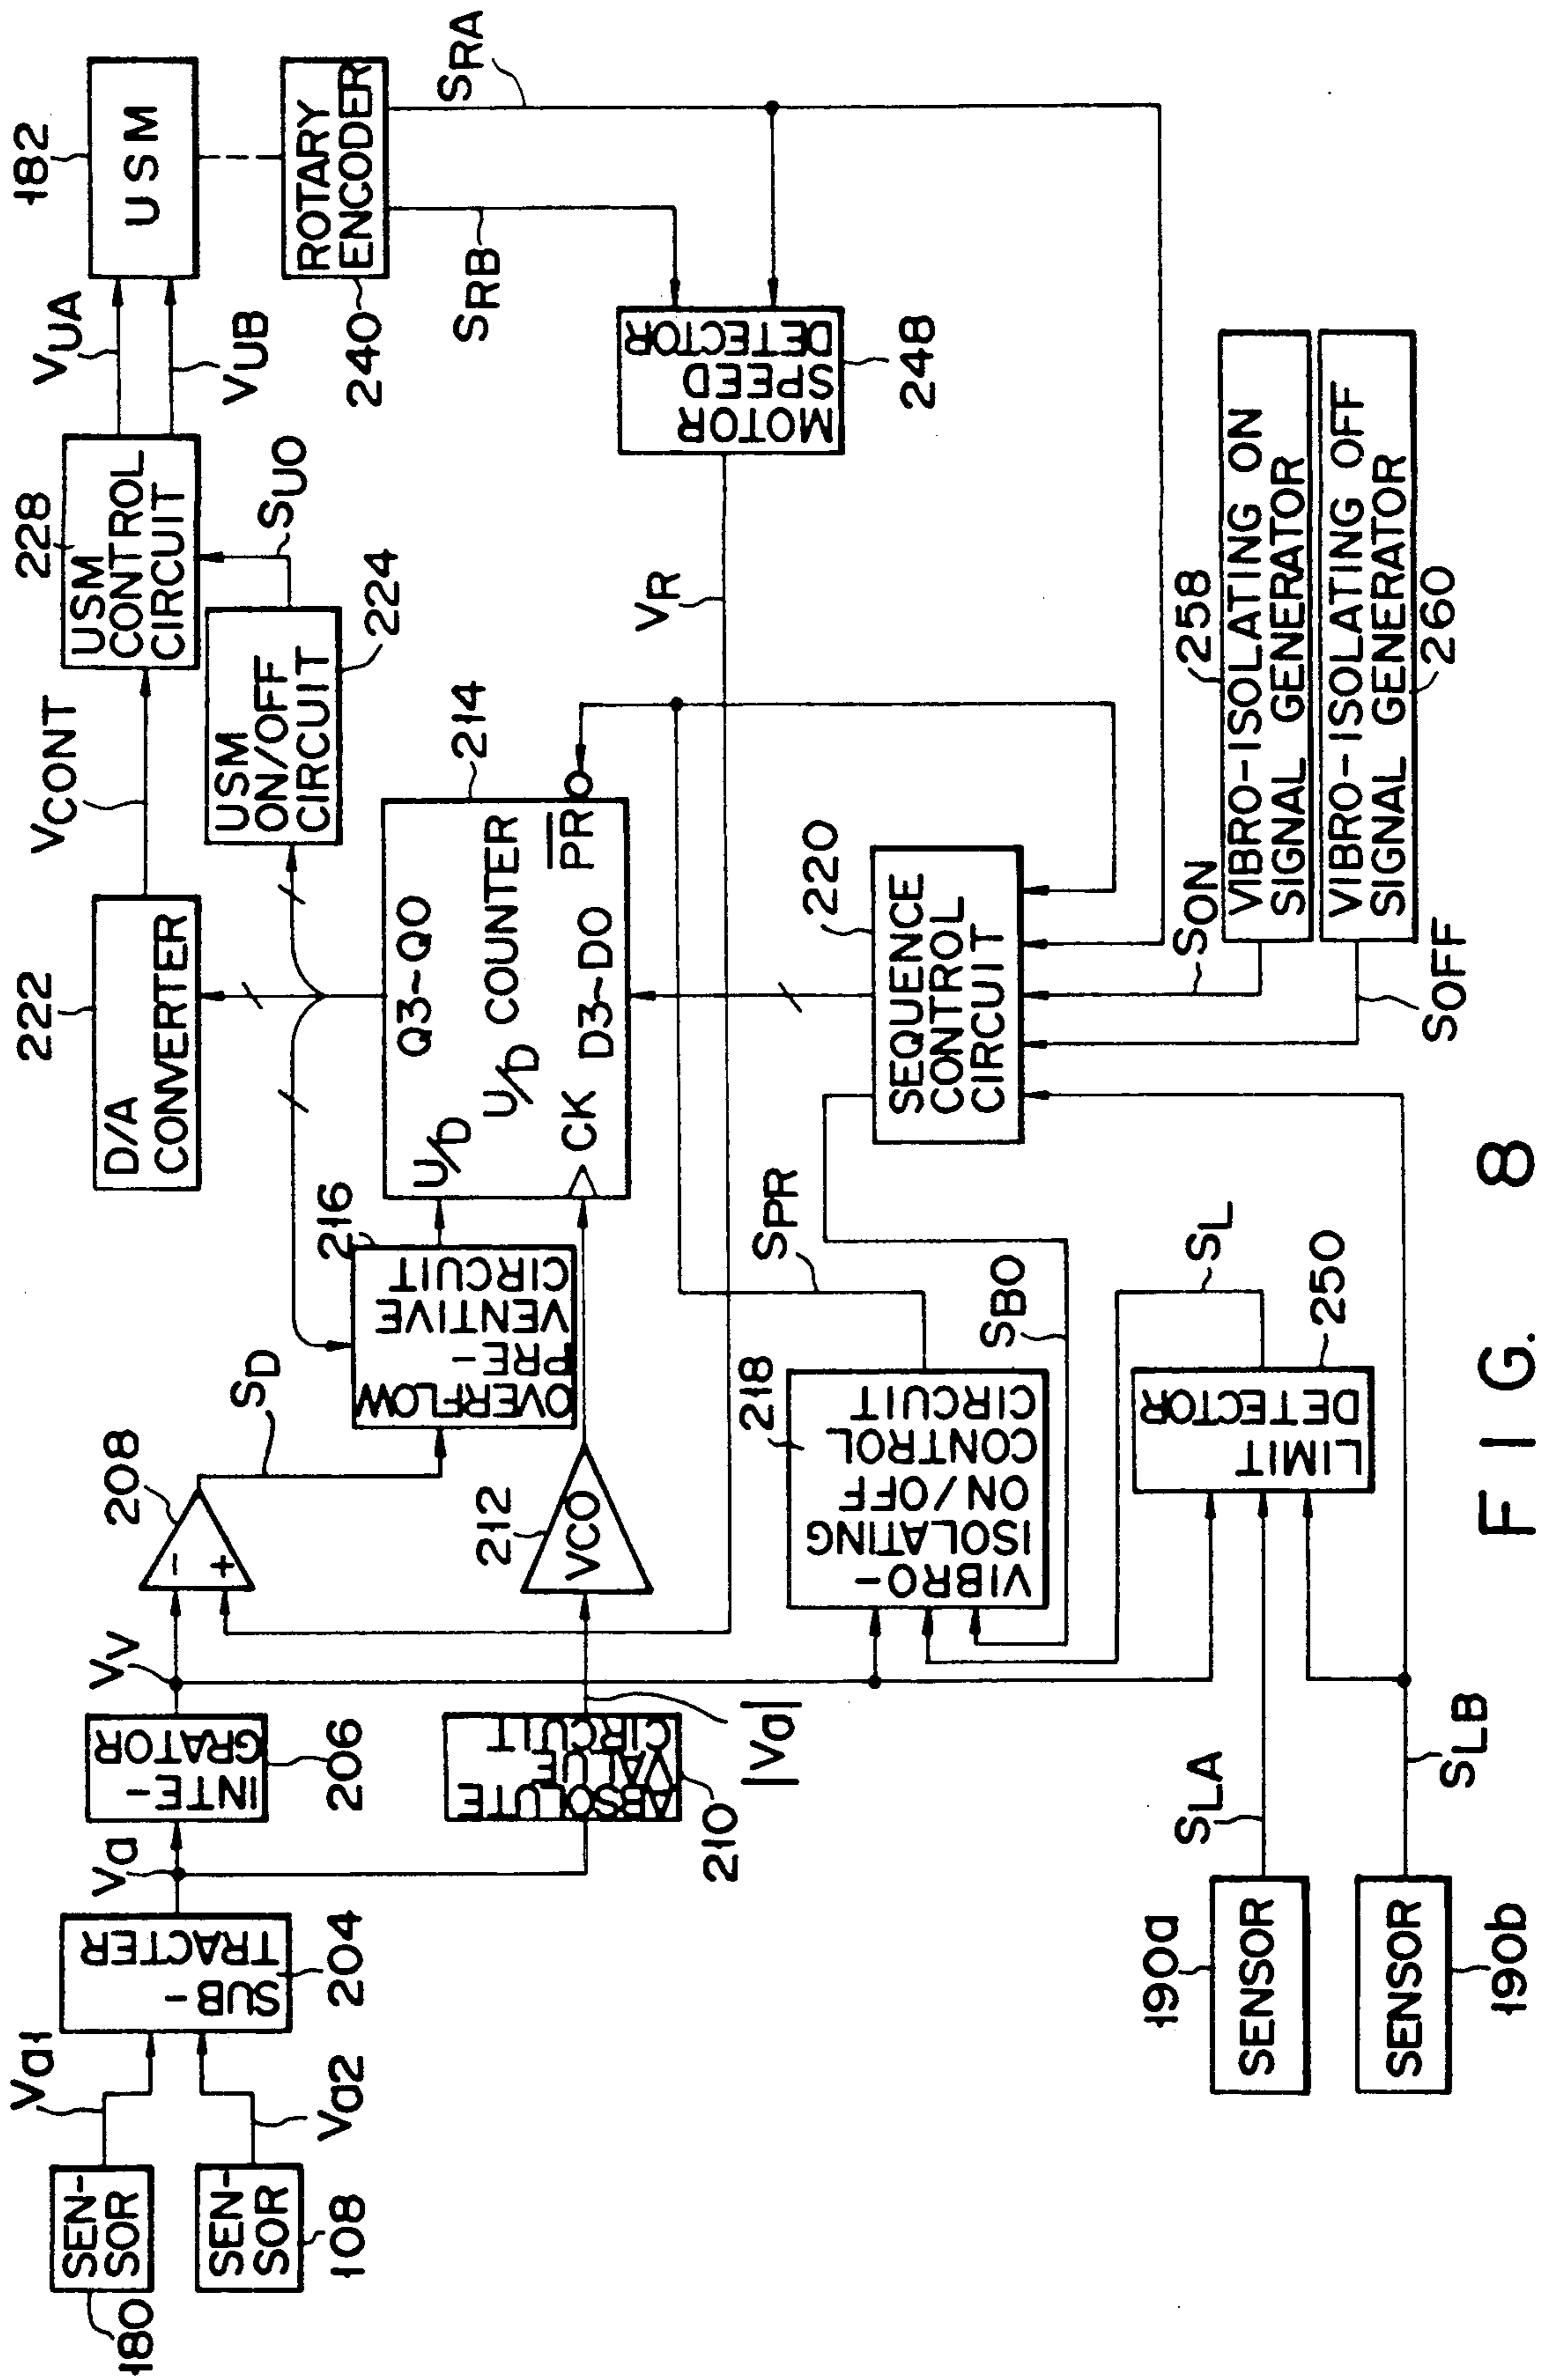 180
SEN-
SOR
SEN-
SOR
108
Va1
Va2
SUB-
TRACTER
204
Va
INTE-
GRATOR
206
ABSOLUTE
VALUE
CIRCUIT
210
|Va|
VV
208
-
+
SD
212
VCO
OVERFLOW
PRE-
VENTIVE
CIRCUIT
216
U/D
Q3~Q0
U/D COUNTER
CK
D3~D0
PR
214
222
D/A
CONVERTER
VCONT
USM
ON/OFF
CIRCUIT
224
SUO
228
USM
CONTROL
CIRCUIT
VUA
VUB
182
USM
ROTARY
ENCODER
240
SRA
SRB
MOTOR
SPEED
DETECTOR
248
VR
218
VIBRO-
ISOLATING
ON/OFF
CONTROL
CIRCUIT
SPR
SBO
220
SEQUENCE
CONTROL
CIRCUIT
LIMIT
DETECTOR
250
SL
190a
SENSOR
SLA
SENSOR
190b
SLB
SON
SOFF
258
VIBRO-ISOLATING ON
SIGNAL GENERATOR
VIBRO-ISOLATING OFF
SIGNAL GENERATOR
260
FIG. 8